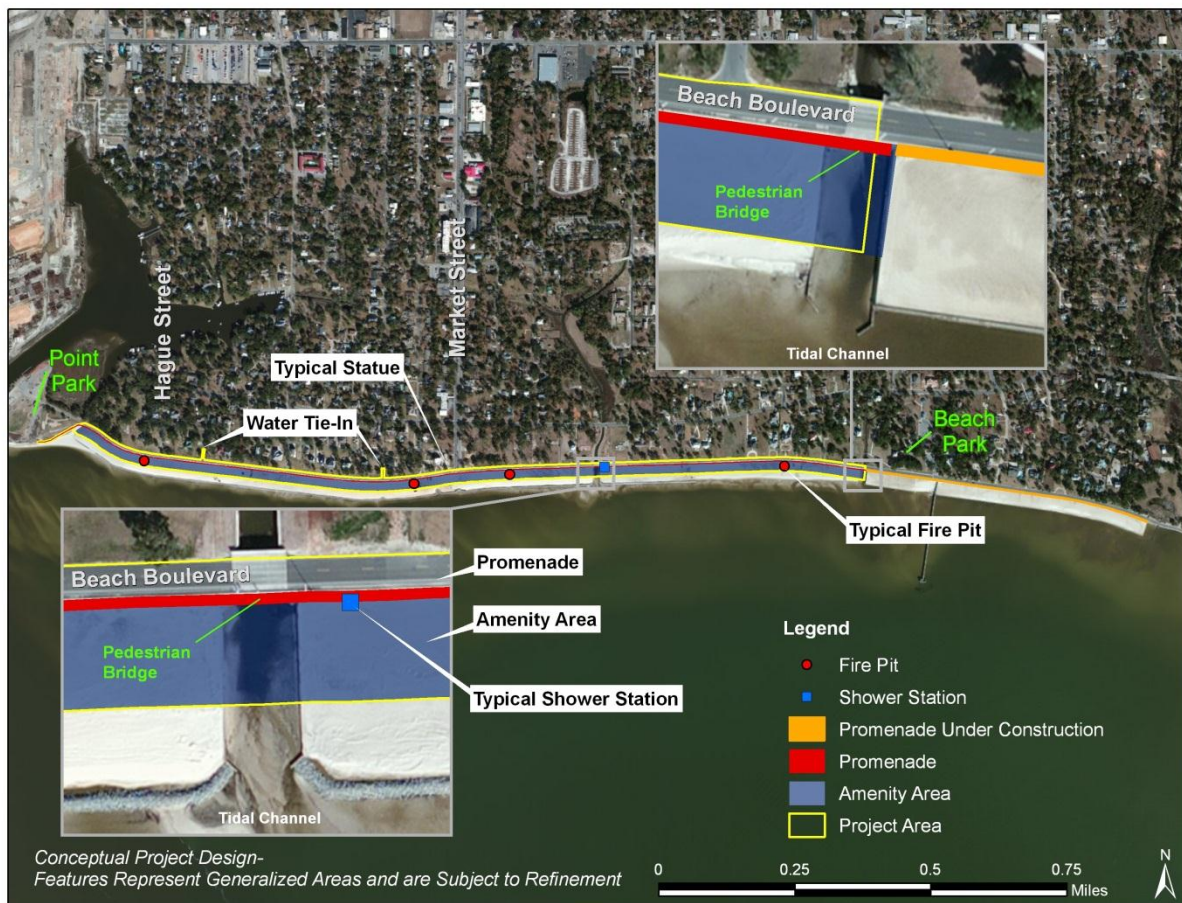 Beach Boulevard
Pedestrian
Bridge
Tidal Channel
Hague Street
Market Street
Point
Park
Typical Statue
Water Tie-In
Beach
Park
Typical Fire Pit
Beach Boulevard
Promenade
Amenity Area
Pedestrian
Bridge
Typical Shower Station
Tidal Channel
Legend
Fire Pit
Shower Station
Promenade Under Construction
Promenade
Amenity Area
Project Area
Conceptual Project Design-
Features Represent Generalized Areas and are Subject to Refinement
0 0.25 0.5 0.75
Miles
N